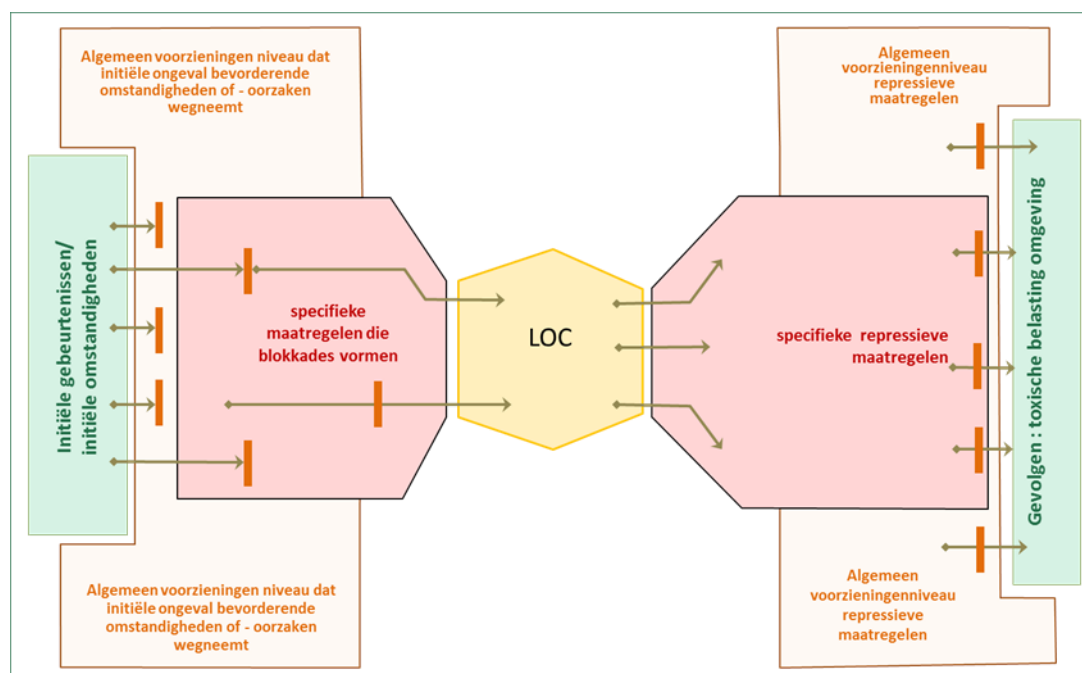 Algemeen voorzieningen niveau dat
initiële ongeval bevorderende
omstandigheden of - oorzaken
wegneemt
Algemeen
voorzieningenniveau
repressieve
maatregelen
Initiële gebeurtenissen/
initiële omstandigheden
specifieke
maatregelen die
blokkades vormen
LOC
specifieke repressieve
maatregelen
Gevolgen : toxische belasting omgeving
Algemeen voorzieningen niveau dat
initiële ongeval bevorderende
omstandigheden of - oorzaken
wegneemt
Algemeen
voorzieningenniveau
repressieve
maatregelen